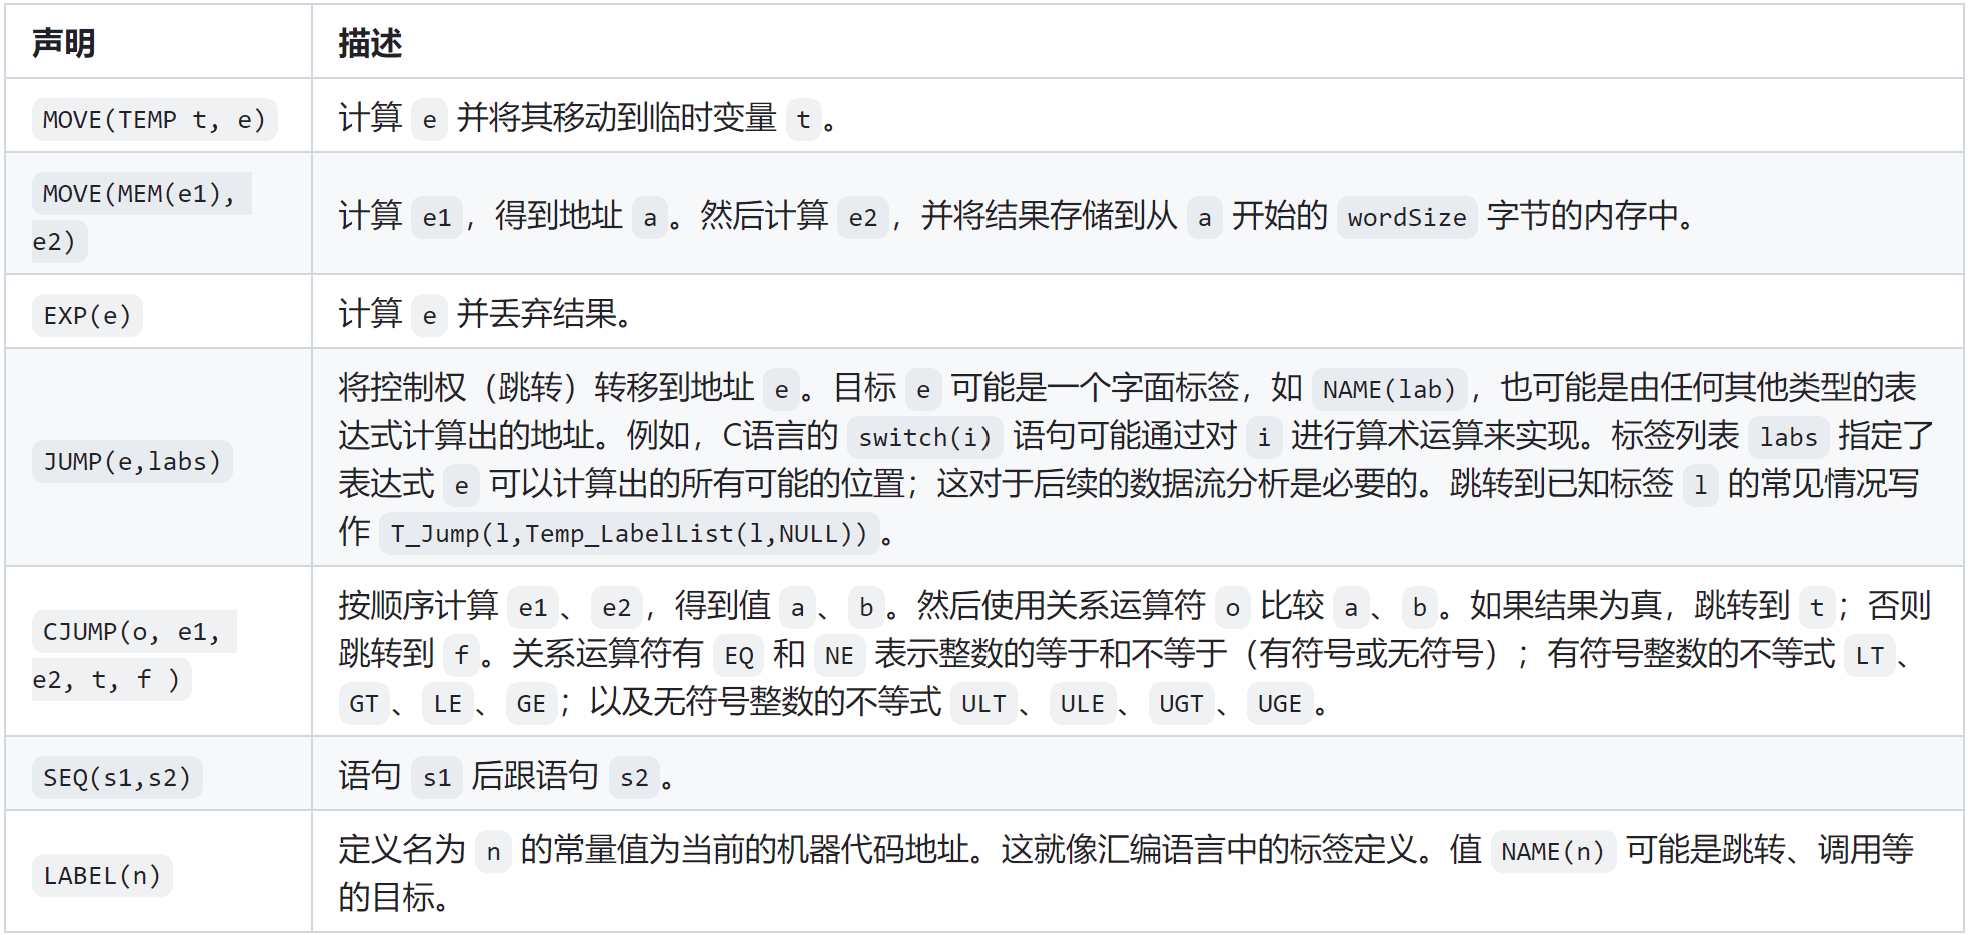 声明 描述
MOVE(TEMP t, e) 计算 e 并将其移动到临时变量 t 。
MOVE(MEM(e1),
e2)
计算 e1 ，得到地址 a 。然后计算 e2 ，并将结果存储到从 a 开始的 wordSize 字节的内存中。
EXP(e) 计算 e 并丢弃结果。
JUMP(e,labs)
将控制权（跳转）转移到地址 e 。目标 e 可能是一个字面标签，如 NAME(lab) ，也可能是由任何其他类型的表
达式计算出的地址。例如，C语言的 switch(i) 语句可能通过对 i 进行算术运算来实现。标签列表 labs 指定了
表达式 e 可以计算出的所有可能的位置；这对于后续的数据流分析是必要的。跳转到已知标签 l 的常见情况写
作 T_Jump(l,Temp_LabelList(l,NULL)) 。
CJUMP(o, e1,
e2, t, f )
按顺序计算 e1 、 e2 ，得到值 a 、 b 。然后使用关系运算符 o 比较 a 、 b 。如果结果为真，跳转到 t ；否则
跳转到 f 。关系运算符有 EQ 和 NE 表示整数的等于和不等于（有符号或无符号）；有符号整数的不等式 LT 、
GT 、 LE 、 GE ；以及无符号整数的不等式 ULT 、 ULE 、 UGT 、 UGE 。
SEQ(s1,s2) 语句 s1 后跟语句 s2 。
LABEL(n)
定义名为 n 的常量值为当前的机器代码地址。这就像汇编语言中的标签定义。值 NAME(n) 可能是跳转、调用等
的目标。